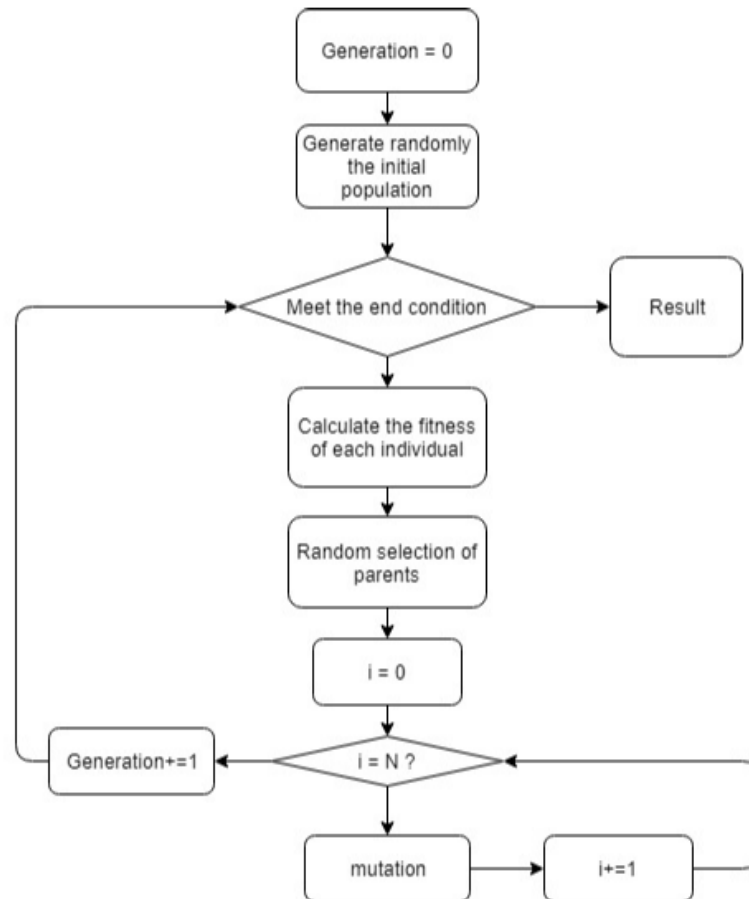 Generation = 0
Generate randomly
the initial
population
Meet the end condition
Result
Calculate the fitness
of each individual
Random selection of
parents
i = 0
Generation+=1
i = N ?
mutation
i+=1